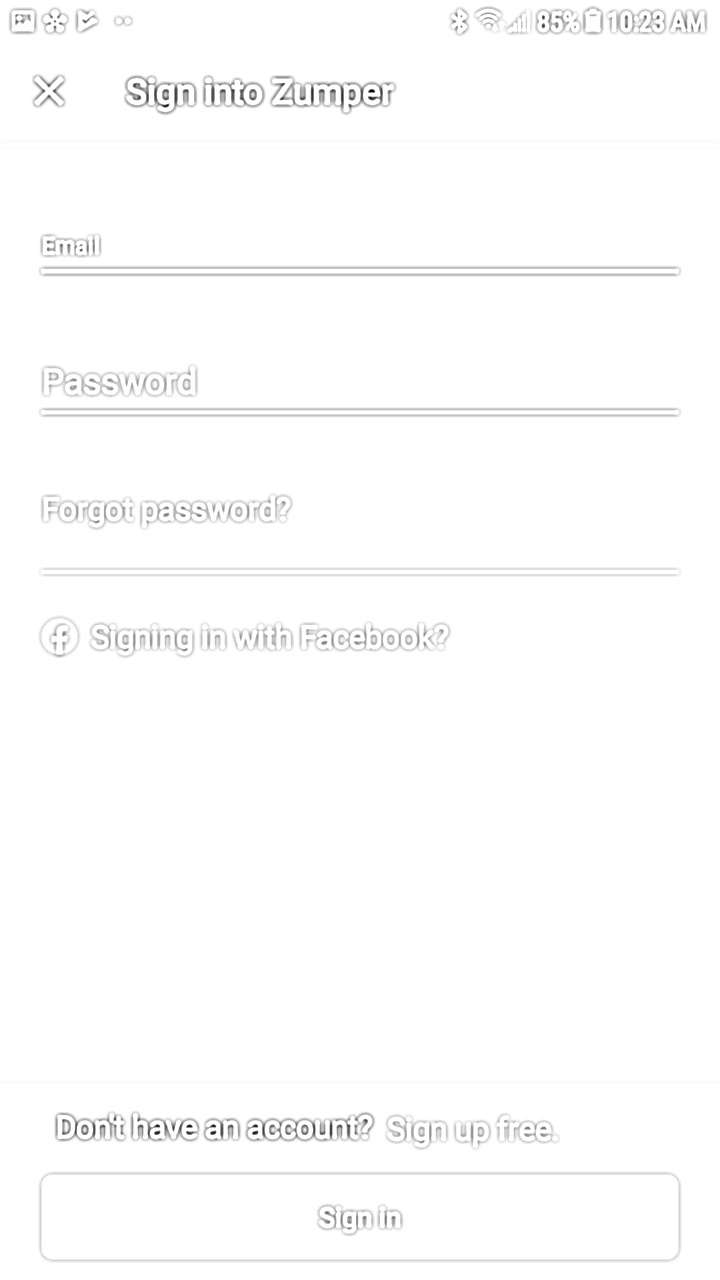 85% 10:23 AM
Sign into Zumper
Email
Password
Forgot password?
Signing in with Facebook?
Don't have an account? Sign up free.
Sign in